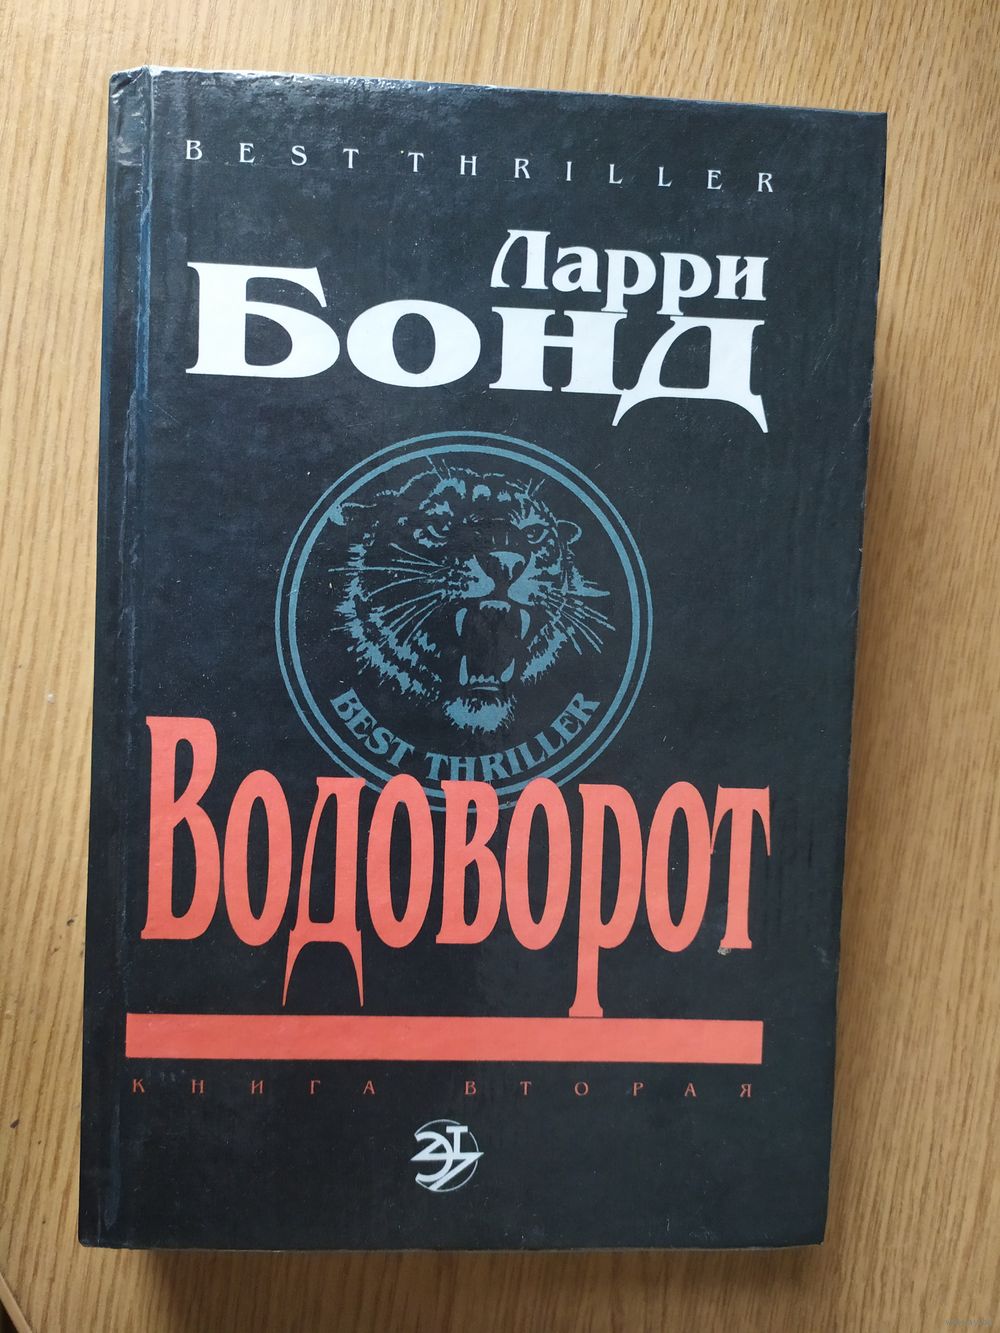 BEST THRILLER
Ларри
Бонд
BEST THRILLER
Водоворот
КНИГА ВТОРАЯ